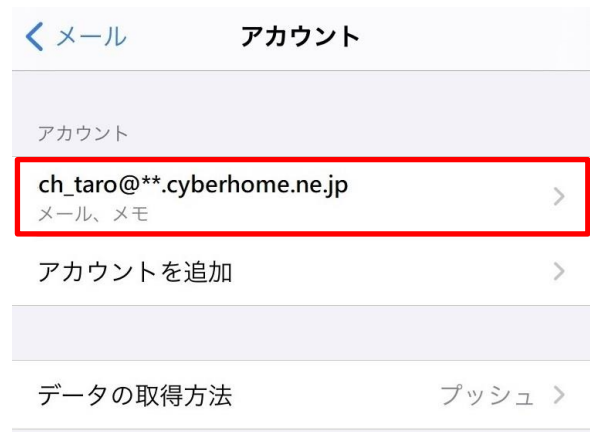 メール アカウント
アカウント
ch_taro@**.cyberhome.ne.jp
メール、メモ
アカウントを追加
データの取得方法 プッシュ